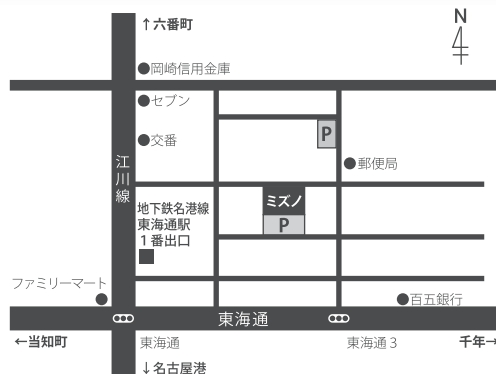 ↑六番町
N
岡崎信用金庫
セブン
交番
P
郵便局
江川線
地下鉄名港線
東海通駅
1番出口
ミズノ
P
ファミリーマート
百五銀行
東海通
←当知町
東海通
東海通3
千年→
↓名古屋港